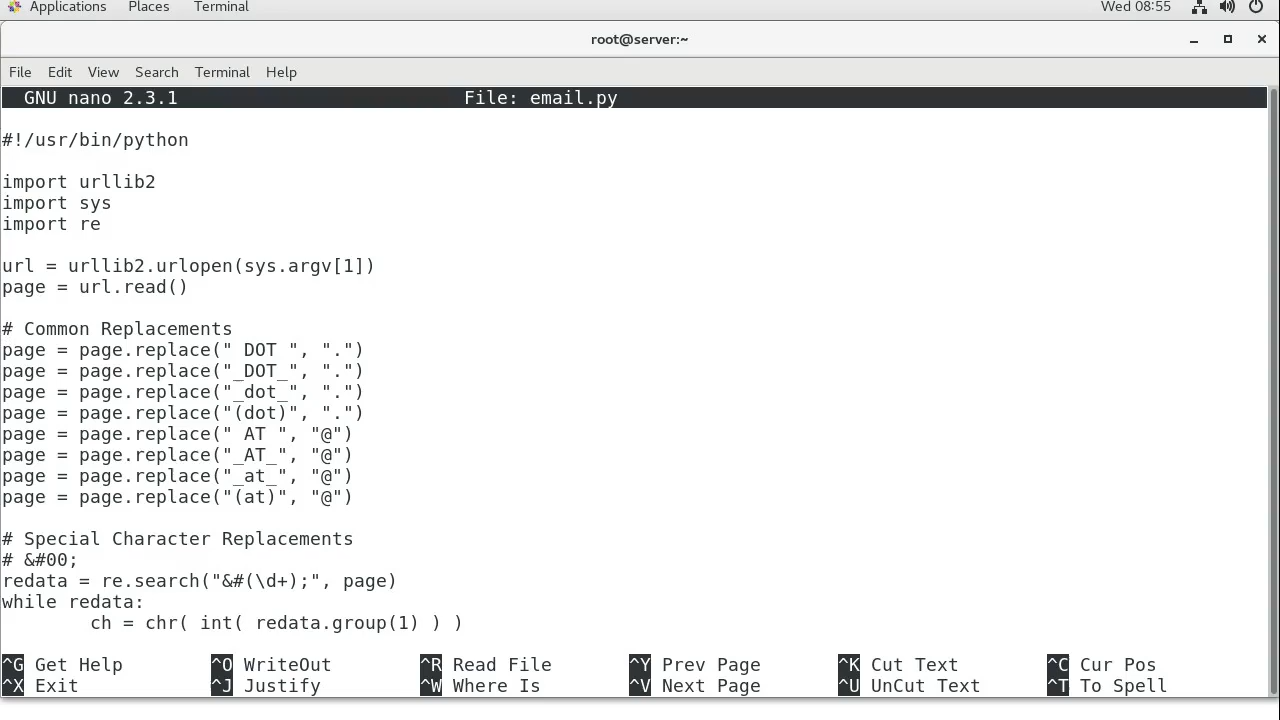 Applications Places Terminal Wed 08:55
root@server:~
File Edit View Search Terminal Help
GNU nano 2.3.1 File: email.py
#!/usr/bin/python
import urllib2
import sys
import re
url = urllib2.urlopen(sys.argv[1])
page = url.read()
# Common Replacements
page = page.replace(" DOT ", ".")
page = page.replace("_DOT_", ".")
page = page.replace("_dot_", ".")
page = page.replace("(dot)", ".")
page = page.replace(" AT ", "@")
page = page.replace("_AT_", "@")
page = page.replace("_at_", "@")
page = page.replace("(at)", "@")
# Special Character Replacements
# &#00;
redata = re.search("&#(\d+);", page)
while redata:
        ch = chr( int( redata.group(1) ) )
^G Get Help ^O WriteOut ^R Read File ^Y Prev Page ^K Cut Text ^C Cur Pos
^X Exit ^J Justify ^W Where Is ^V Next Page ^U UnCut Text ^T To Spell